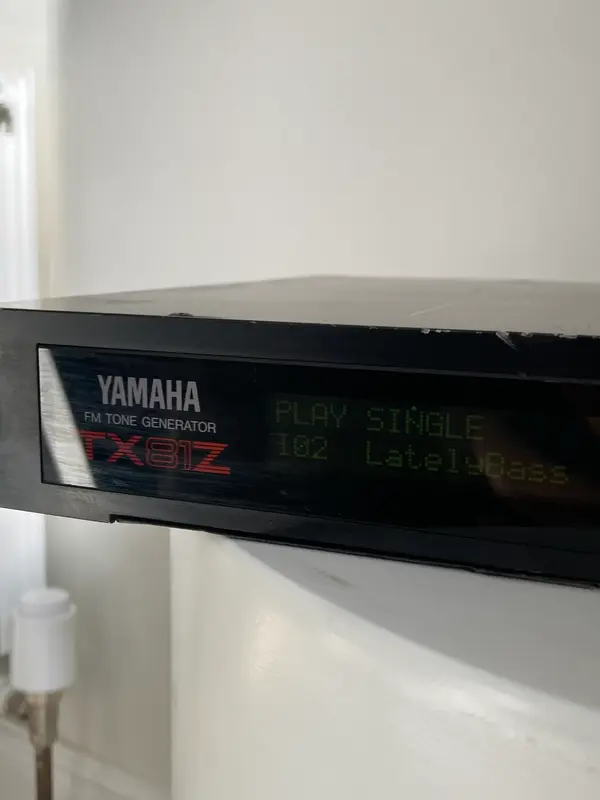 YAMAHA
FM TONE GENERATOR
TX81Z
PLAY SINGLE
I02 LatelyBass